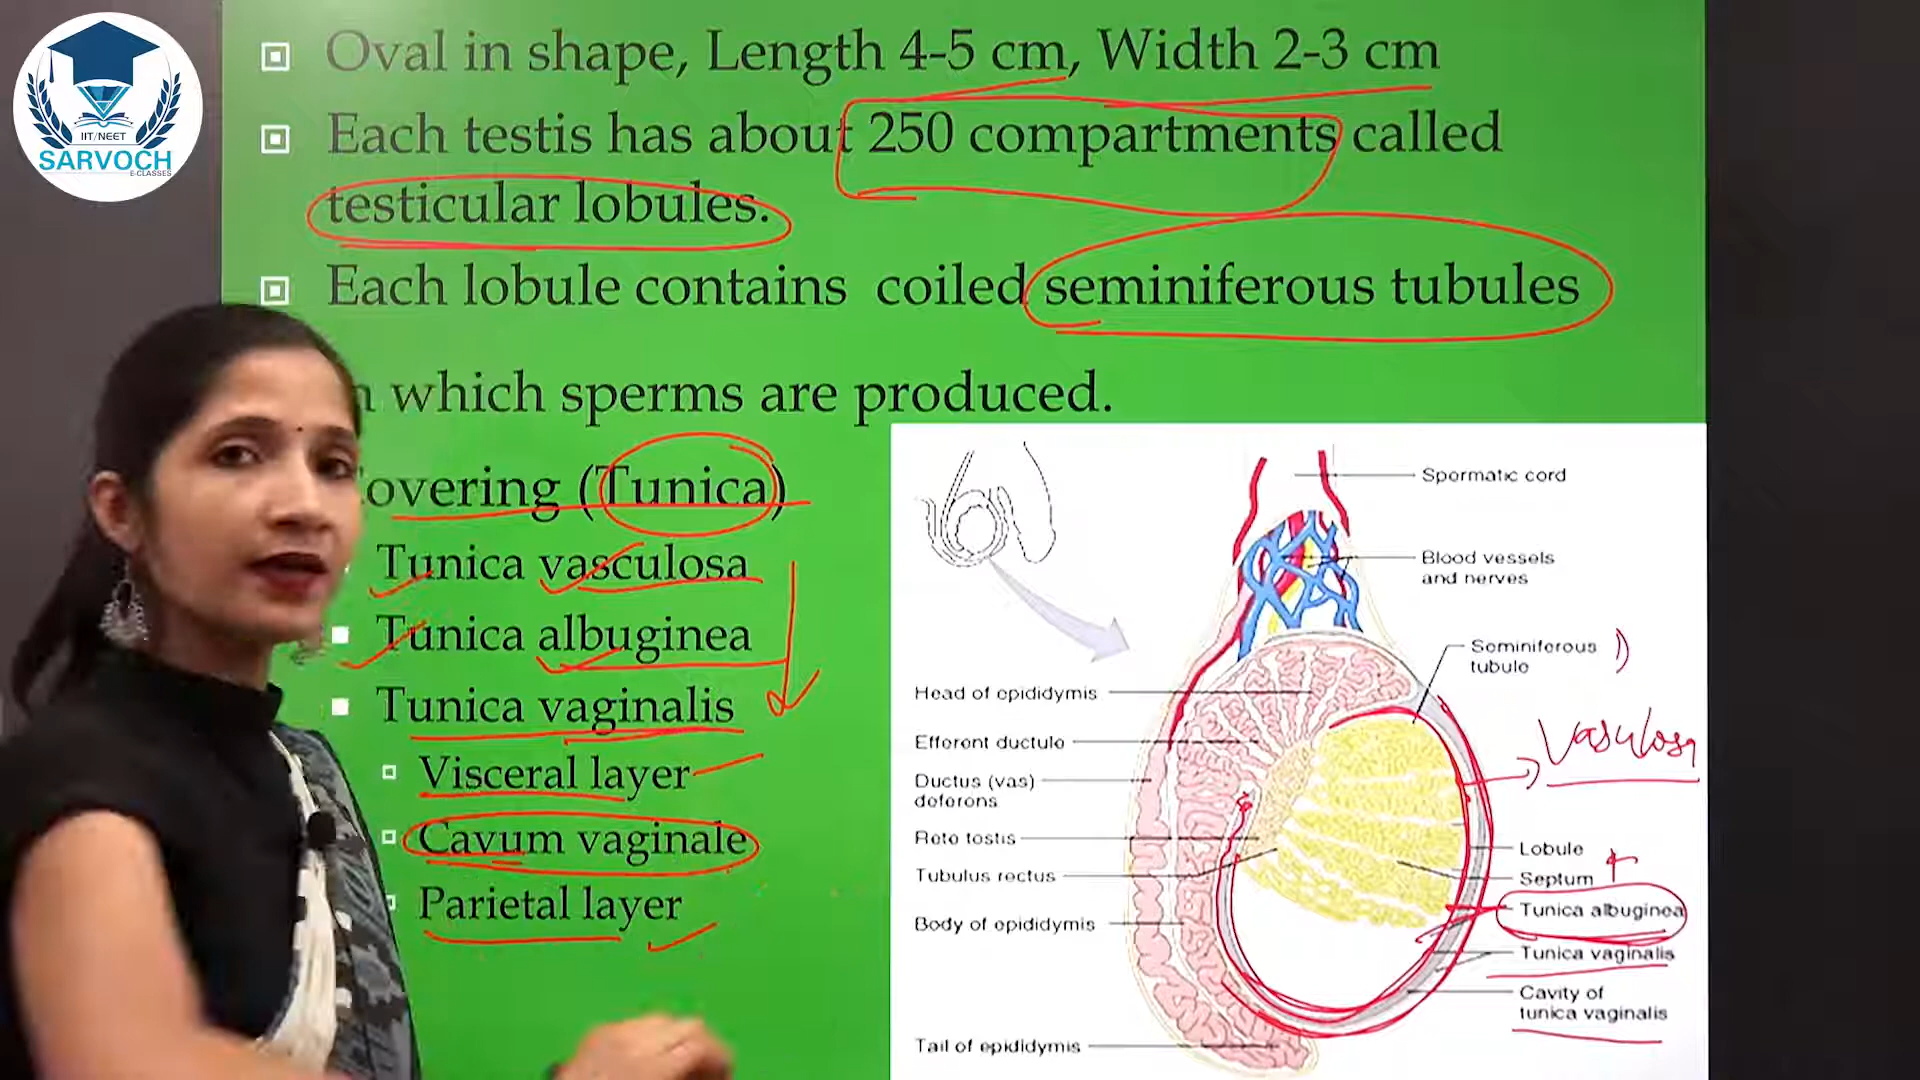 IIT/NEET
SARVOCH
E-CLASSES
Oval in shape, Length 4-5 cm, Width 2-3 cm
Each testis has about 250 compartments called
testicular lobules.
Each lobule contains coiled seminiferous tubules
n which sperms are produced.
overing (Tunica)
Tunica vasculosa
Tunica albuginea
Tunica vaginalis
Visceral layer
Cavum vaginale
Parietal layer
Spormatic cord
Blood vessels
and nerves
Seminiferous
tubule
Head of epididymis
Efferent ductule
Ductus (vas)
deferens
Vasulosa
Rete testis
Lobule
Tubulus rectus
Septum
Tunica albuginea
Body of epididymis
Tunica vaginalis
Cavity of
tunica vaginalis
Tail of epididymis